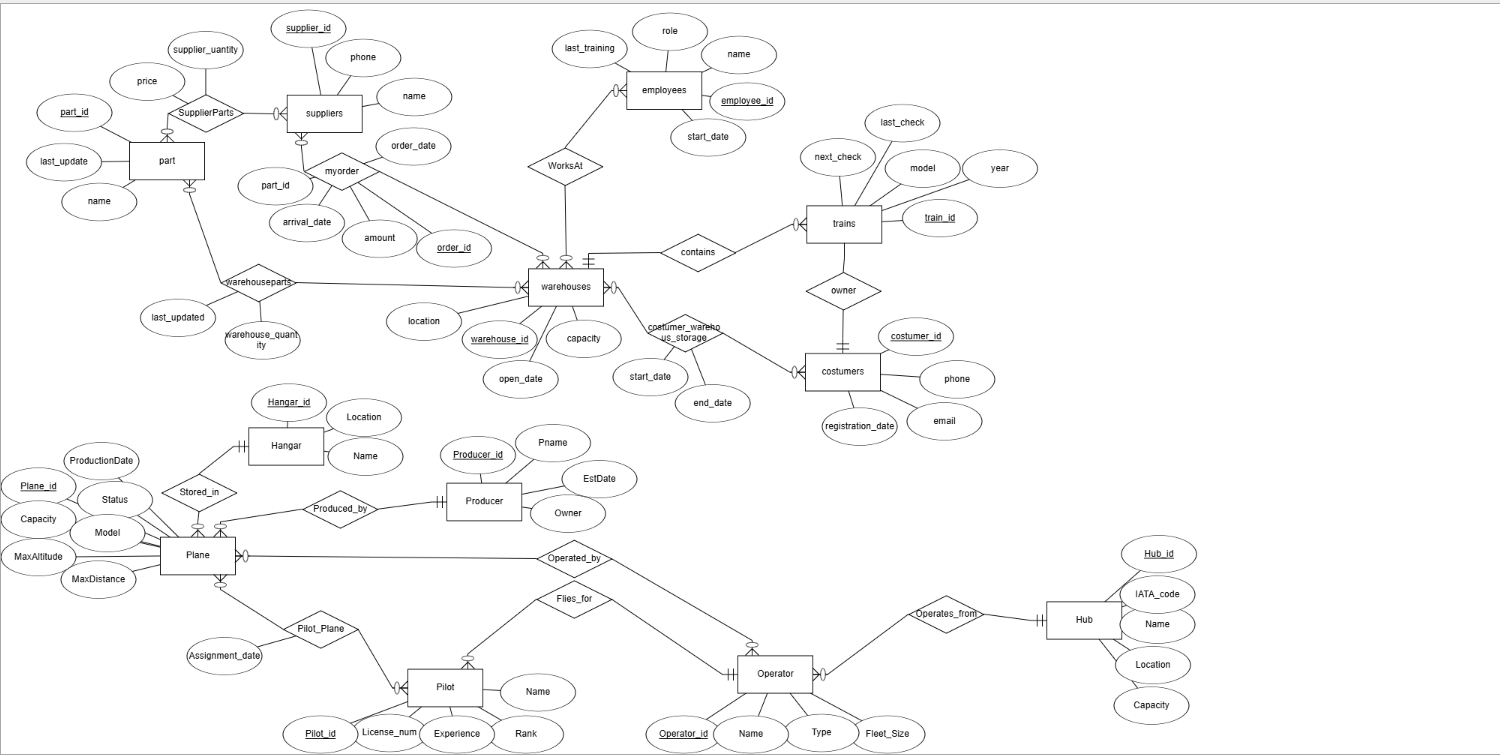 supplier_id
role
supplier_uantity
last_training
name
phone
price
employees
name
employee_id
part_id
SupplierParts
suppliers
last_check
start_date
order_date
next_check
last_update
part
WorksAt
model
year
myorder
part_id
name
train_id
arrival_date
trains
amount
order_id
contains
warehouseparts
warehouses
owner
last_updated
location
warehouse_quant
ity
warehouse_id
capacity
costumer_wareho
us_storage
costumer_id
open_date
start_date
costumers
phone
end_date
email
registration_date
Hangar_id
Location
Hangar
Name
Pname
Producer_id
ProductionDate
EstDate
Plane_id
Status
Stored_in
Produced_by
Producer
Owner
Capacity
Model
MaxAltitude
Plane
Operated_by
Hub_id
MaxDistance
Flies_for
IATA_code
Operates_from
Hub
Name
Pilot_Plane
Assignment_date
Location
Operator
Pilot
Name
Capacity
Pilot_id
License_num
Experience
Rank
Operator_id
Name
Type
Fleet_Size